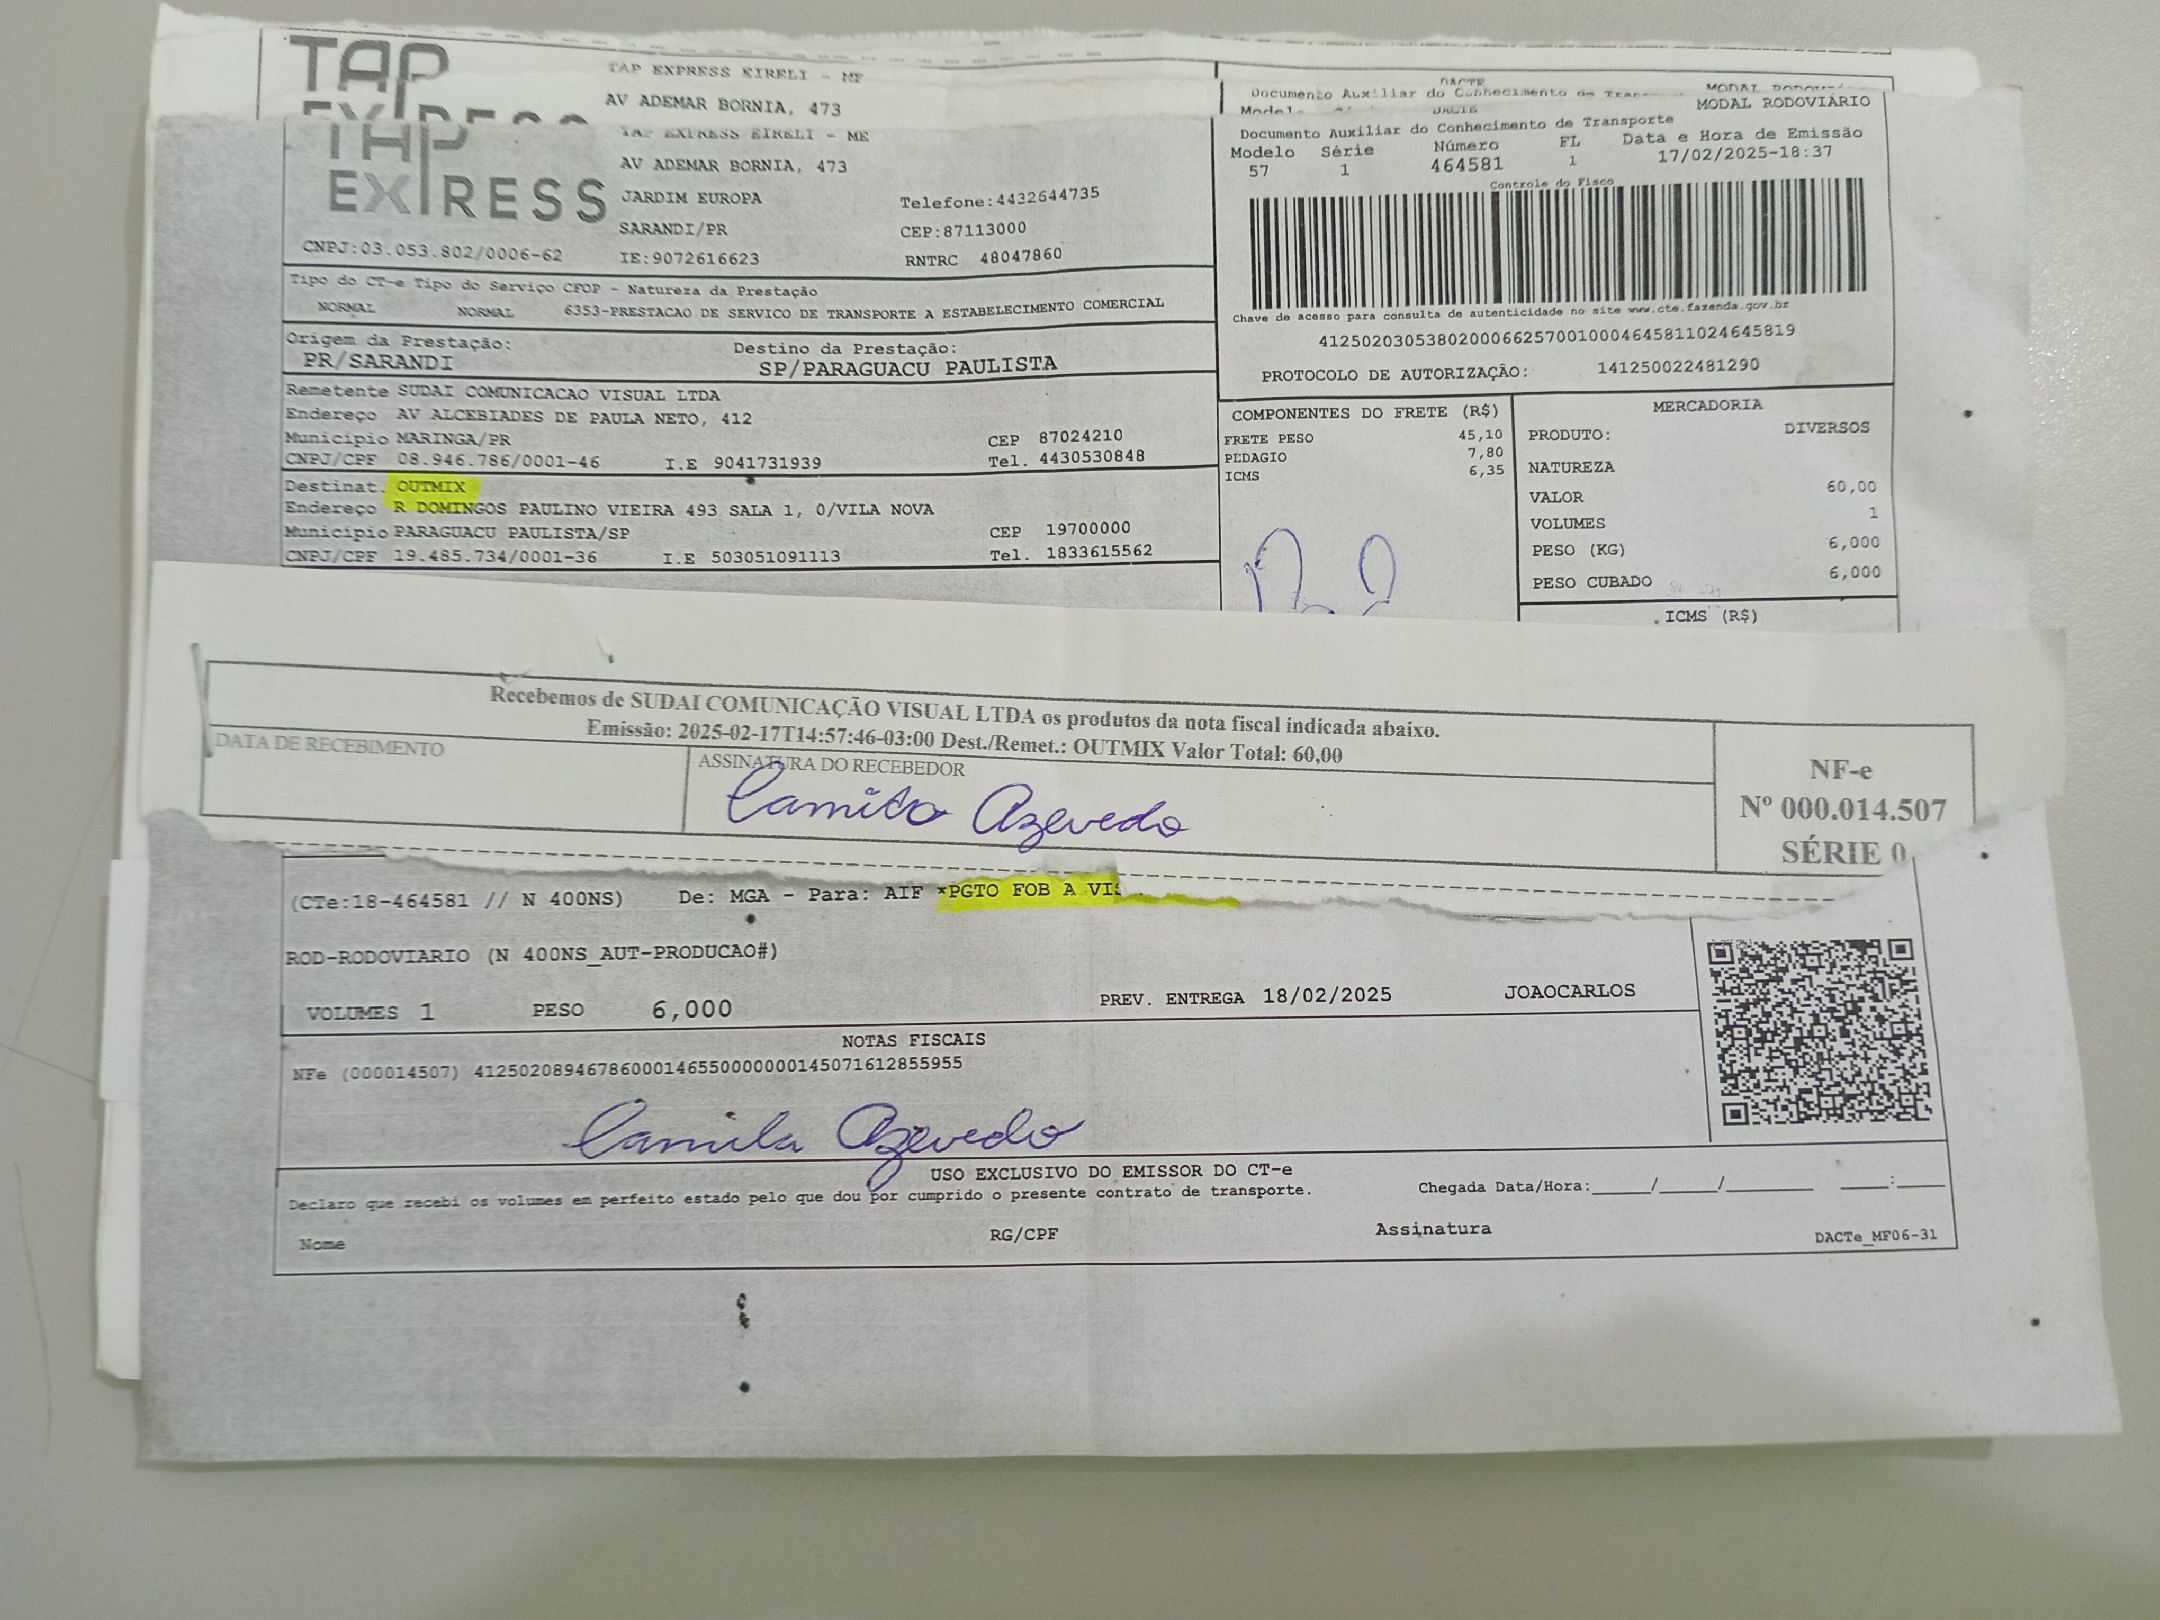 TAP
TAP EXPRESS EIRELI - ME
AV ADEMAR BORNIA, 473
MODAL RODOVIÁRIO
TAP EXPRESS
TAP EXPRESS EIRELI - ME
AV ADEMAR BORNIA, 473
JARDIM EUROPA
Telefone:4432644735
SARANDI/PR
CEP:87113000
CNPJ:03.053.802/0006-62
IE:9072616623
RNTRC 48047860
Documento Auxiliar do Conhecimento de Transporte
Modelo Série Número FL Data e Hora de Emissão
57 1 464581 1 17/02/2025-18:37
Controle do Fisco
Chave de acesso para consulta de autenticidade no site www.cte.fazenda.gov.br
41250203053802000662570010004645811024645819
PROTOCOLO DE AUTORIZAÇÃO: 141250022481290
Tipo do CT-e Tipo do Serviço CFOP - Natureza da Prestação
NORMAL NORMAL 6353-PRESTACAO DE SERVICO DE TRANSPORTE A ESTABELECIMENTO COMERCIAL
Origem da Prestação: Destino da Prestação:
PR/SARANDI SP/PARAGUACU PAULISTA
Remetente SUDAI COMUNICACAO VISUAL LTDA
Endereço AV ALCEBIADES DE PAULA NETO, 412
Município MARINGA/PR CEP 87024210
CNPJ/CPF 08.946.786/0001-46 I.E 9041731939 Tel. 4430530848
Destinat. OUTMIX
Endereço R DOMINGOS PAULINO VIEIRA 493 SALA 1, 0/VILA NOVA
Município PARAGUACU PAULISTA/SP CEP 19700000
CNPJ/CPF 19.485.734/0001-36 I.E 503051091113 Tel. 1833615562
COMPONENTES DO FRETE (R$)
FRETE PESO 45,10
PEDAGIO 7,80
ICMS 6,35
MERCADORIA
PRODUTO: DIVERSOS
NATUREZA
VALOR 60,00
VOLUMES 1
PESO (KG) 6,000
PESO CUBADO 6,000
ICMS (R$)
Recebemos de SUDAI COMUNICAÇÃO VISUAL LTDA os produtos da nota fiscal indicada abaixo.
Emissão: 2025-02-17T14:57:46-03:00 Dest./Remet.: OUTMIX Valor Total: 60,00
DATA DE RECEBIMENTO
ASSINATURA DO RECEBEDOR
Camila Azevedo
NF-e
Nº 000.014.507
SÉRIE 0
(CTe:18-464581 // N 400NS) De: MGA - Para: AIF *PGTO FOB A VIS
ROD-RODOVIARIO (N 400NS_AUT-PRODUCAO#)
VOLUMES 1 PESO 6,000 PREV. ENTREGA 18/02/2025 JOAOCARLOS
NOTAS FISCAIS
NFe (000014507) 41250208946786000146550000000145071612855955
Camila Azevedo
USO EXCLUSIVO DO EMISSOR DO CT-e
Declaro que recebi os volumes em perfeito estado pelo que dou por cumprido o presente contrato de transporte.
Chegada Data/Hora:_____/_____/________ ____:____
Nome RG/CPF Assinatura
DACTe_MF06-31